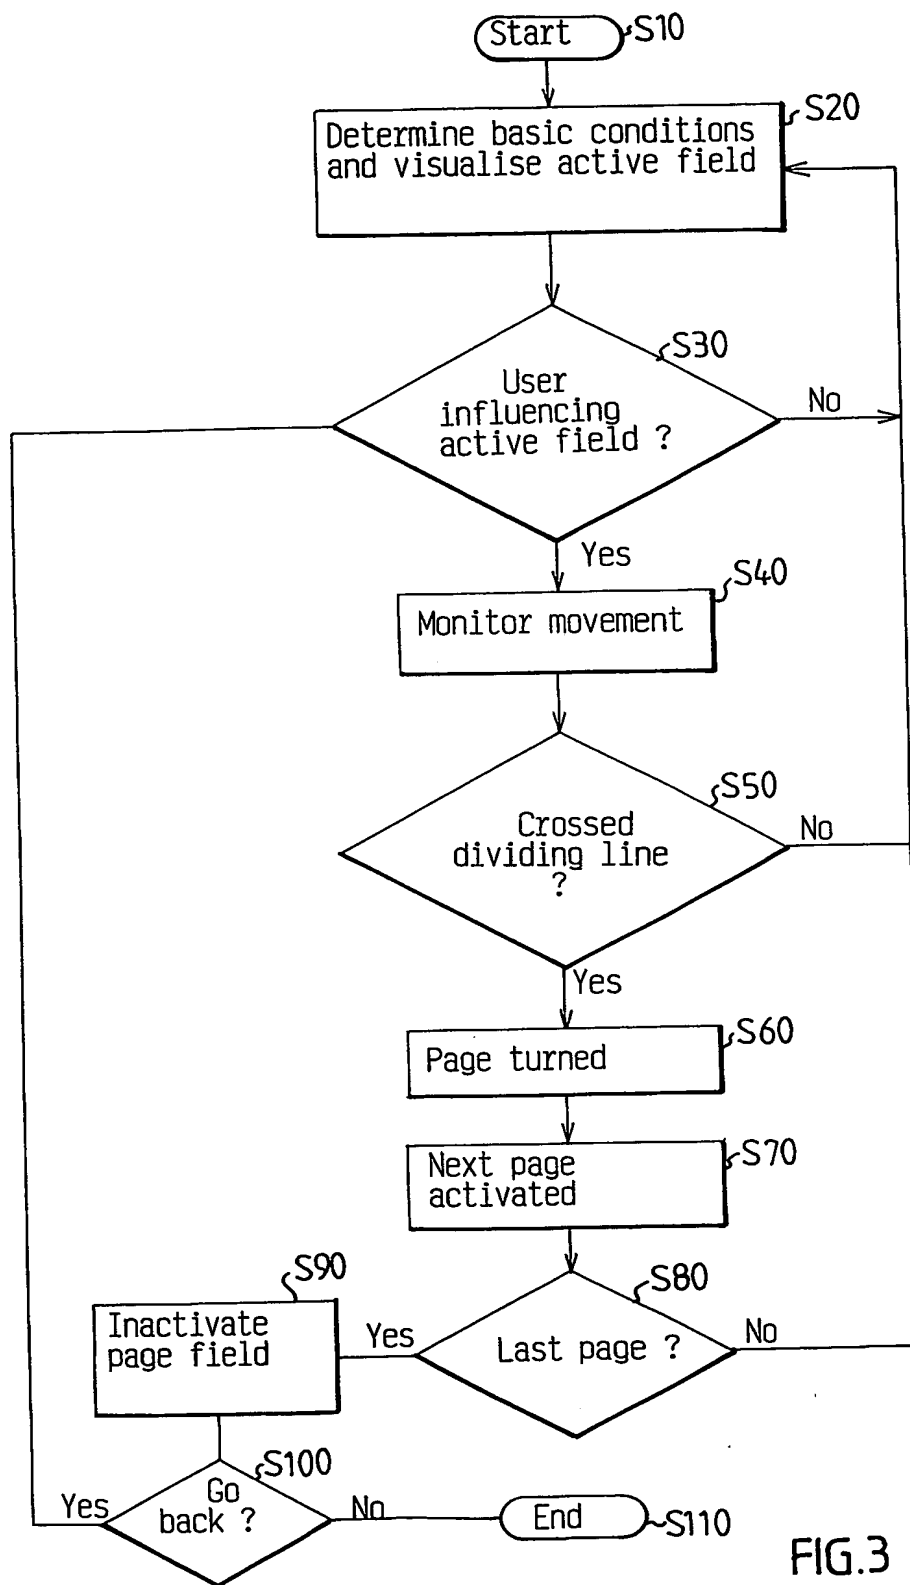 Start
S10
Determine basic conditions
and visualise active field
S20
User
influencing
active field ?
S30
No
Yes
Monitor movement
S40
Crossed
dividing line
?
S50
No
Yes
Page turned
S60
Next page
activated
S70
Last page ?
S80
No
Yes
Inactivate
page field
S90
Go
back ?
S100
Yes
No
End
S110
FIG.3